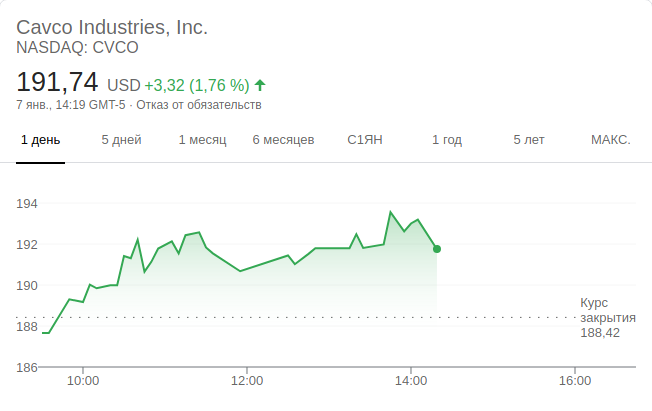 Cavco Industries, Inc.
NASDAQ: CVCO
191,74 USD +3,32 (1,76 %)
7 янв., 14:19 GMT-5 · Отказ от обязательств
1 день 5 дней 1 месяц 6 месяцев С1ЯН 1 год 5 лет МАКС.
194
192
190
188
186
Курс
закрытия
188,42
10:00 12:00 14:00 16:00